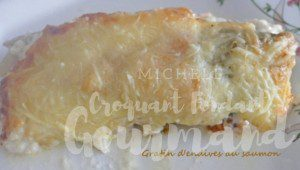 MICHELE
Croquant Fondant
Gourmand
Gratin d'endives au saumon